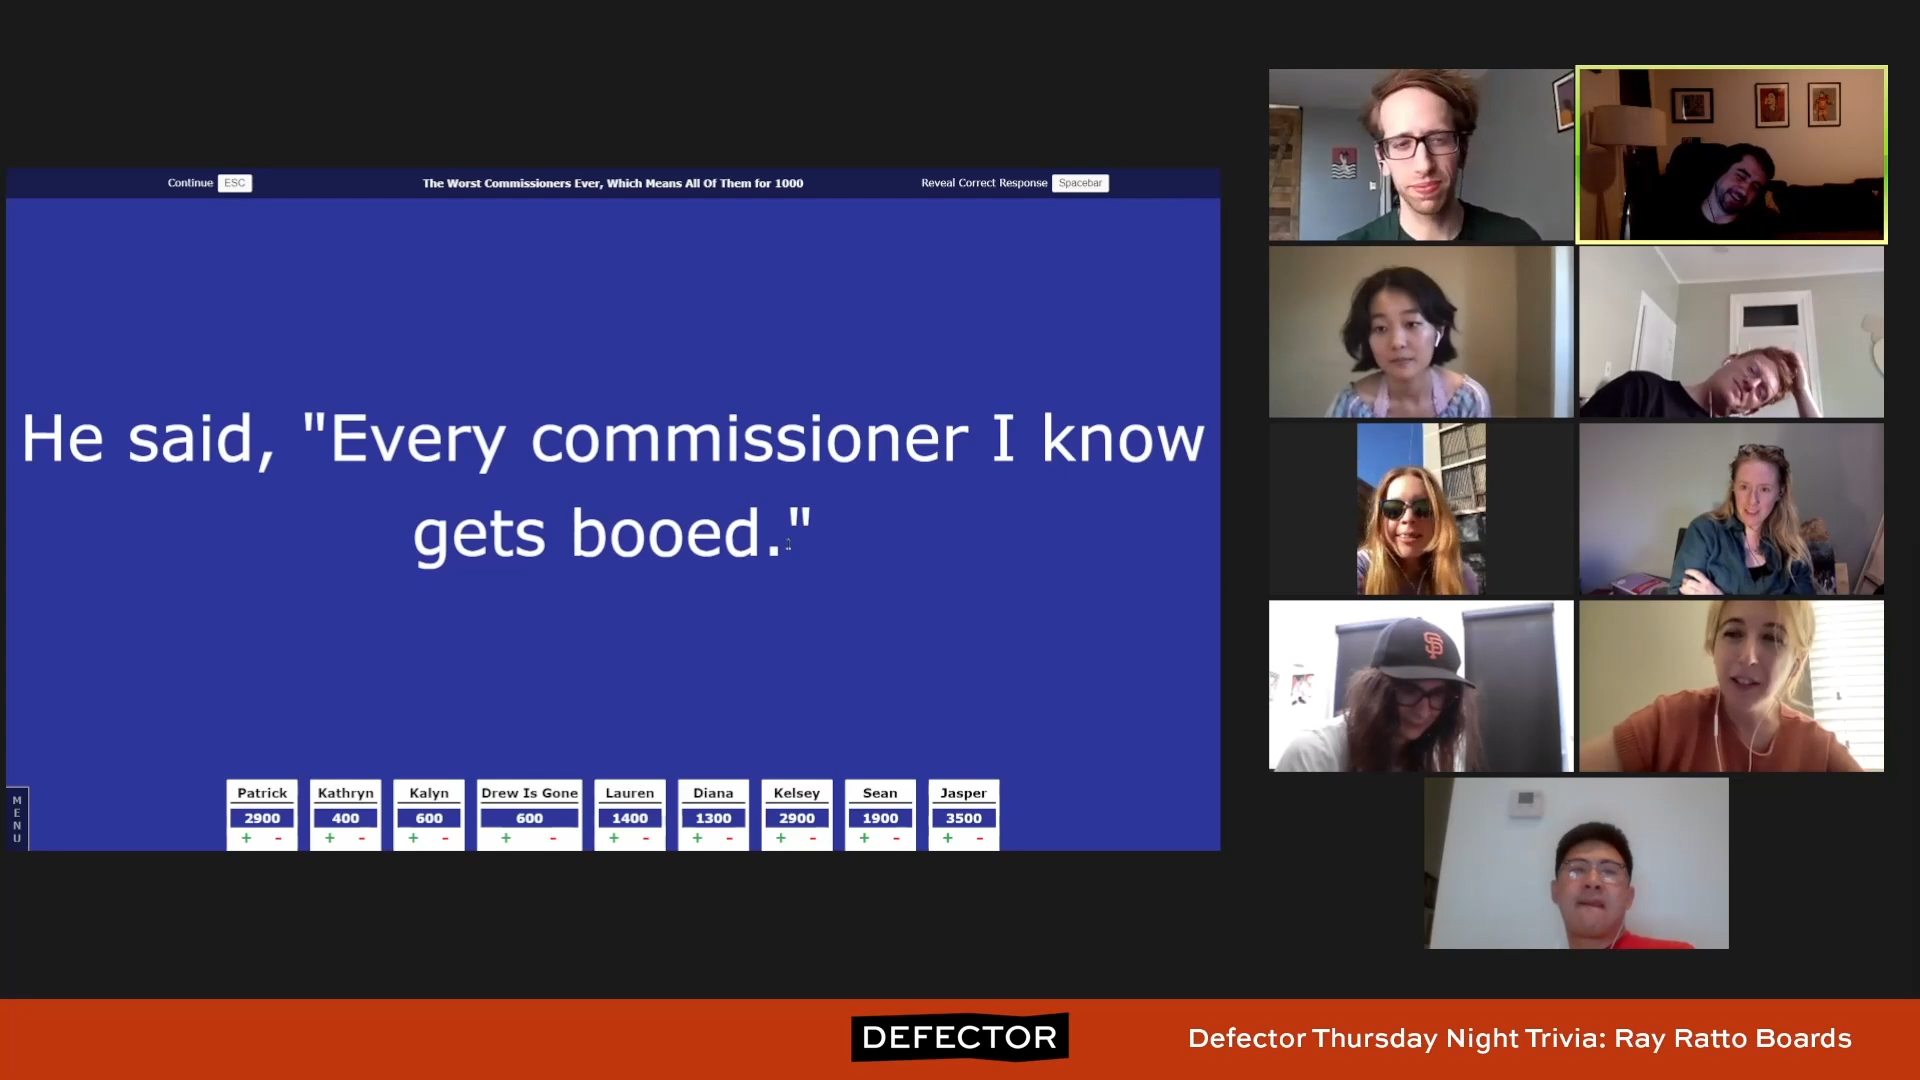 Continue ESC
The Worst Commissioners Ever, Which Means All Of Them for 1000
Reveal Correct Response Spacebar
He said, "Every commissioner I know
gets booed."
MENU
Patrick Kathryn Kalyn Drew Is Gone Lauren Diana Kelsey Sean Jasper
2900 400 600 600 1400 1300 2900 1900 3500
+ - + - + - + - + - + - + - + - + -
SF
DEFECTOR
Defector Thursday Night Trivia: Ray Ratto Boards